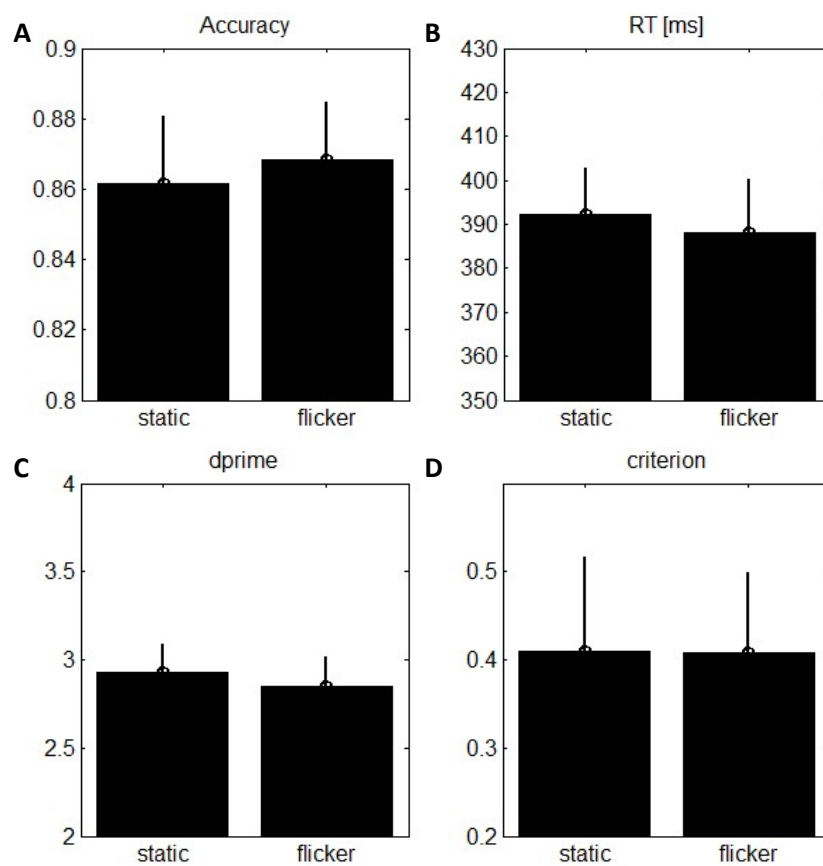 A
Accuracy
0.9
0.88
0.86
0.84
0.82
0.8
static flicker
B
RT [ms]
430
420
410
400
390
380
370
360
350
static flicker
C
dprime
4
3.5
3
2.5
2
static flicker
D
criterion
0.5
0.4
0.3
0.2
static flicker